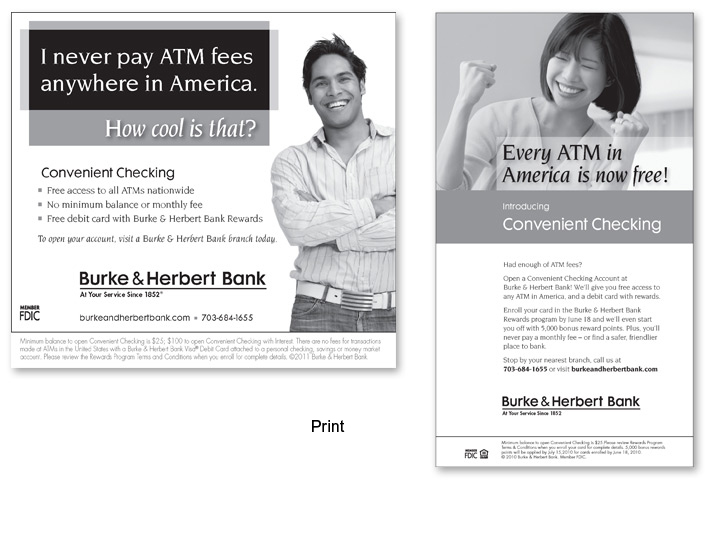 I never pay ATM fees
anywhere in America.
How cool is that?
Convenient Checking
Free access to all ATMs nationwide
No minimum balance or monthly fee
Free debit card with Burke & Herbert Bank Rewards
To open your account, visit a Burke & Herbert Bank branch today.
Burke & Herbert Bank
At Your Service Since 1852®
MEMBER
FDIC
burkeandherbertbank.com • 703-684-1655
Minimum balance to open Convenient Checking is $25; $100 to open Convenient Checking with Interest. There are no fees for transactions
made at ATMs in the United States with a Burke & Herbert Bank Visa® Debit Card attached to a personal checking, savings or money market
account. Please review the Rewards Program Terms and Conditions when you enroll for complete details. ©2011 Burke & Herbert Bank.
Every ATM in
America is now free!
Introducing
Convenient Checking
Had enough of ATM fees?
Open a Convenient Checking Account at
Burke & Herbert Bank! We'll give you free access to
any ATM in America, and a debit card with rewards.
Enroll your card in the Burke & Herbert Bank
Rewards program by June 18 and we'll even start
you off with 5,000 bonus reward points. Plus, you'll
never pay a monthly fee – or find a safer, friendlier
place to bank.
Stop by your nearest branch, call us at
703-684-1655 or visit burkeandherbertbank.com
Burke & Herbert Bank
At Your Service Since 1852
MEMBER
FDIC
Minimum balance to open Convenient Checking is $25. Please review Rewards Program
Terms & Conditions when you enroll your card for complete details. 5,000 bonus rewards
points will be applied by July 15, 2010 for cards enrolled by June 18, 2010.
© 2010 Burke & Herbert Bank. Member FDIC.
Print